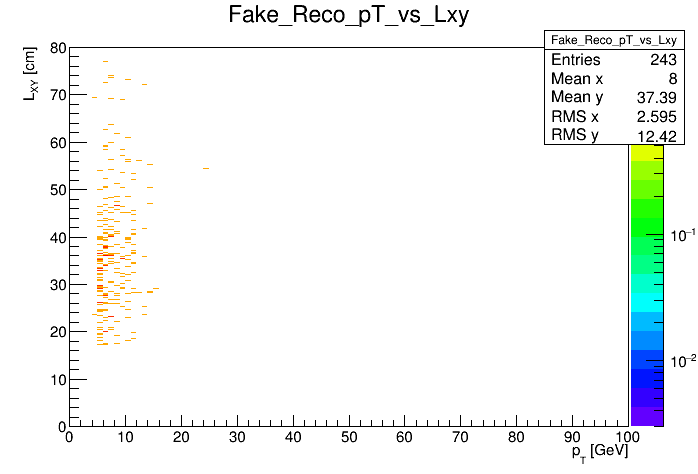 Fake_Reco_pT_vs_Lxy
Fake_Reco_pT_vs_Lxy
Entries 243
Mean x 8
Mean y 37.39
RMS x 2.595
RMS y 12.42
L_XY [cm]
80
70
60
50
40
30
20
10
0
0 10 20 30 40 50 60 70 80 90 100
p_T [GeV]
10⁻¹
10⁻²